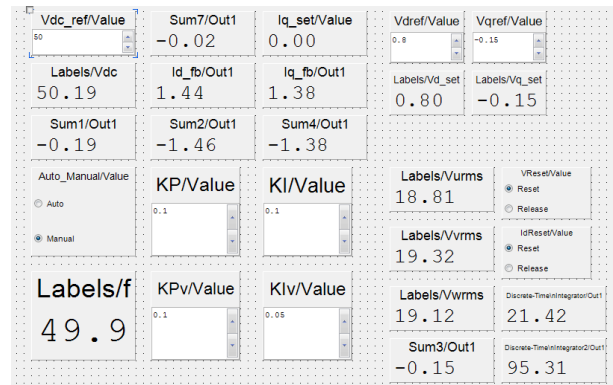 Vdc_ref/Value
50
Sum7/Out1
-0.02
Iq_set/Value
0.00
Vdref/Value
0.8
Vqref/Value
-0.15
Labels/Vdc
50.19
Id_fb/Out1
1.44
Iq_fb/Out1
1.38
Labels/Vd_set
0.80
Labels/Vq_set
-0.15
Sum1/Out1
-0.19
Sum2/Out1
-1.46
Sum4/Out1
-1.38
Auto_Manual/Value
Auto
Manual
KP/Value
0.1
KI/Value
0.1
Labels/Vurms
18.81
VReset/Value
Reset
Release
Labels/Vvrms
19.32
IdReset/Value
Reset
Release
Labels/f
49.9
KPv/Value
0.1
KIv/Value
0.05
Labels/Vwrms
19.12
Discrete-Time\nIntegrator/Out1
21.42
Sum3/Out1
-0.15
Discrete-Time\nIntegrator2/Out1
95.31